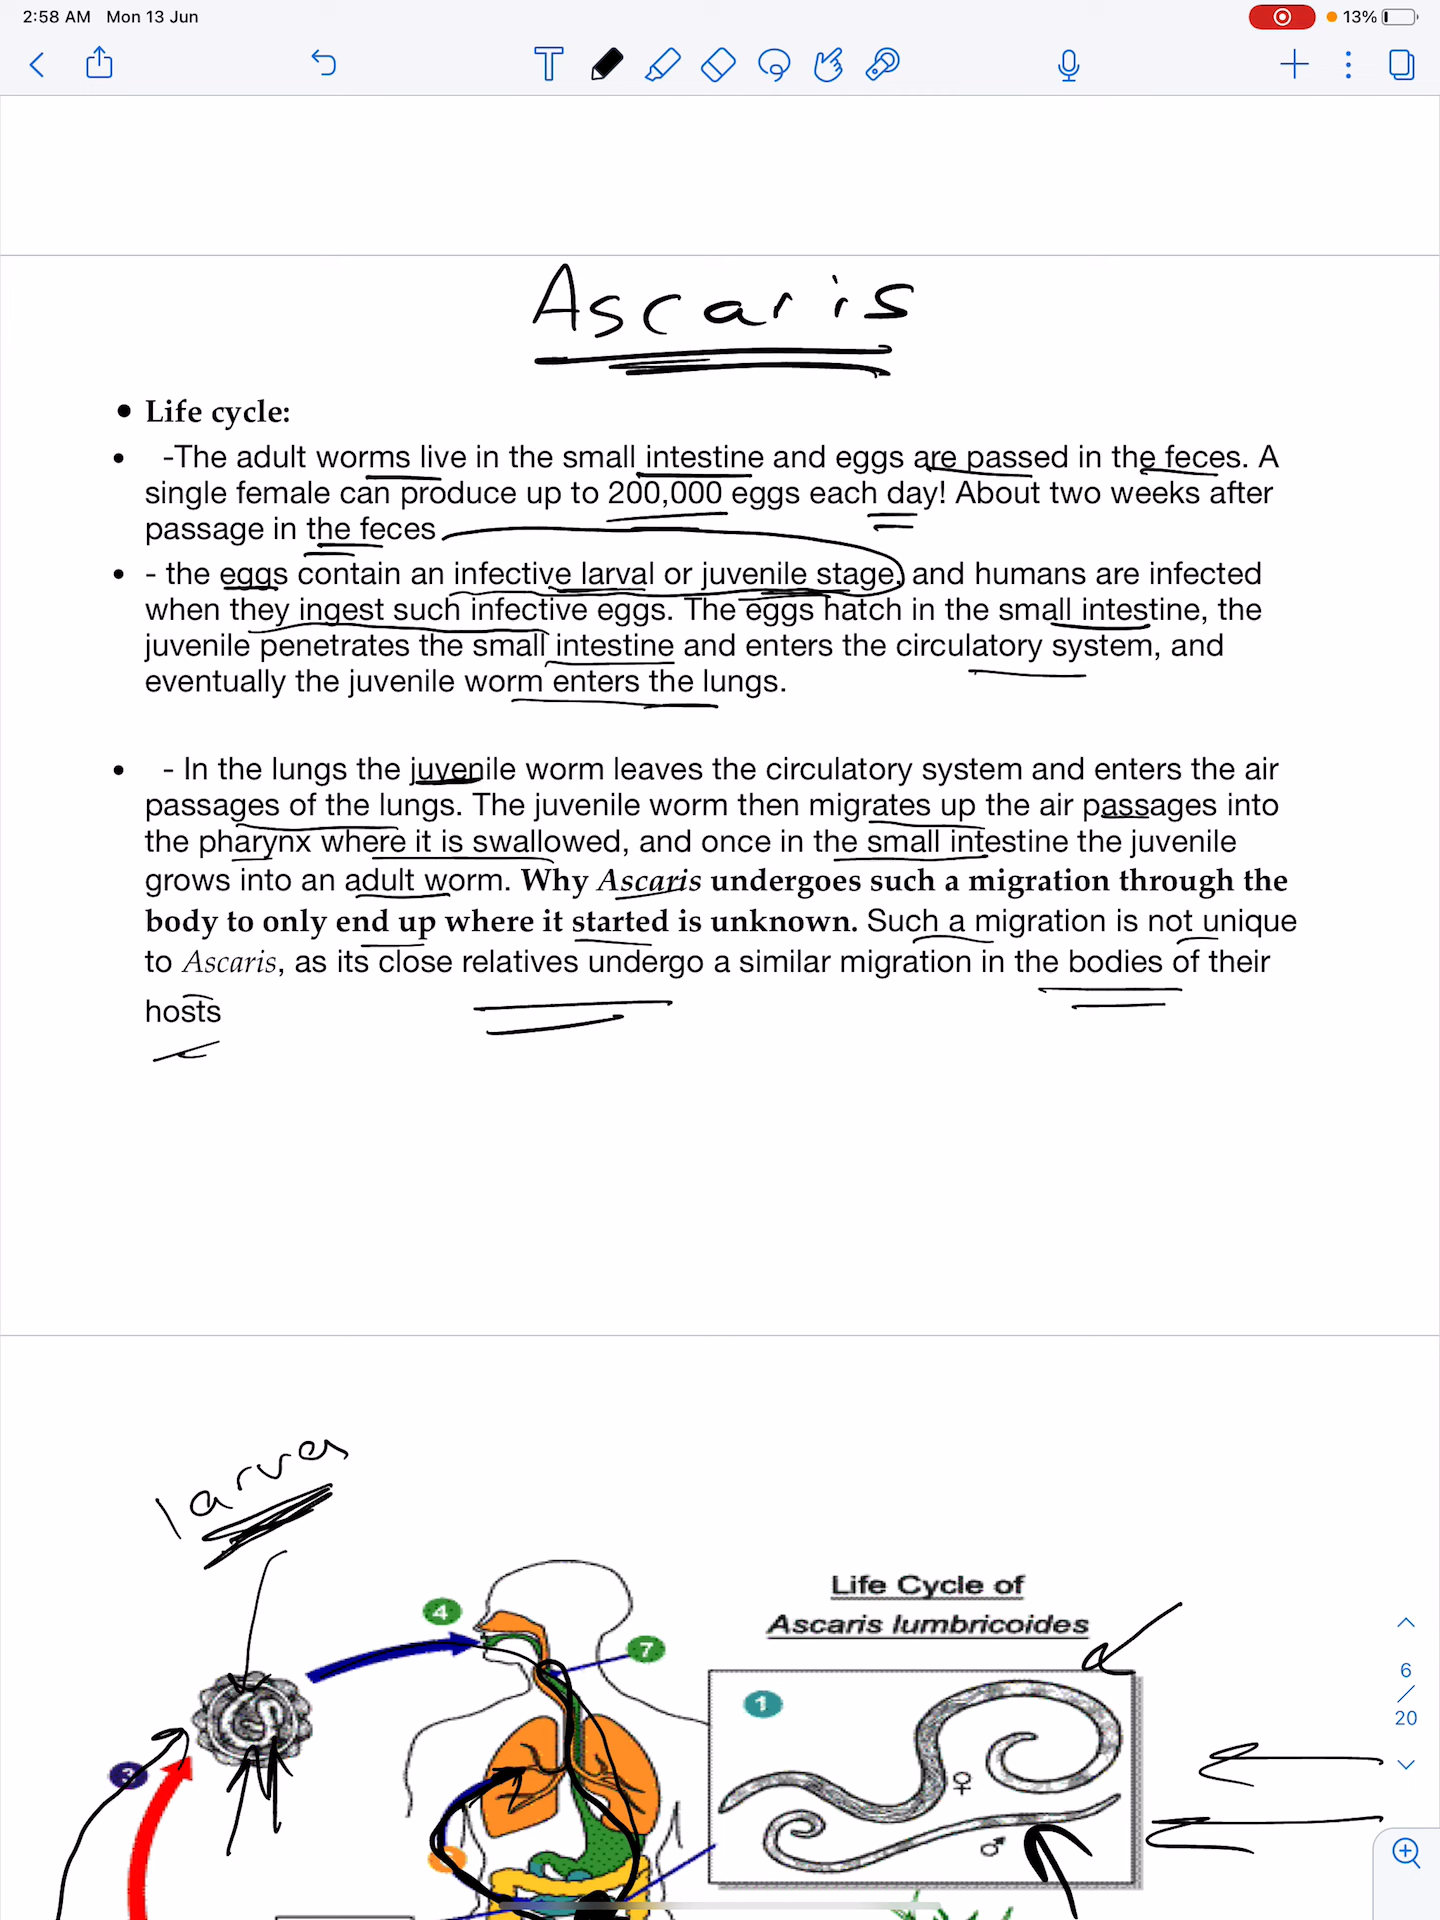 2:58 AM Mon 13 Jun
13%
Ascaris
• Life cycle:
• -The adult worms live in the small intestine and eggs are passed in the feces. A
single female can produce up to 200,000 eggs each day! About two weeks after
passage in the feces
• - the eggs contain an infective larval or juvenile stage, and humans are infected
when they ingest such infective eggs. The eggs hatch in the small intestine, the
juvenile penetrates the small intestine and enters the circulatory system, and
eventually the juvenile worm enters the lungs.
• - In the lungs the juvenile worm leaves the circulatory system and enters the air
passages of the lungs. The juvenile worm then migrates up the air passages into
the pharynx where it is swallowed, and once in the small intestine the juvenile
grows into an adult worm. Why Ascaris undergoes such a migration through the
body to only end up where it started is unknown. Such a migration is not unique
to Ascaris, as its close relatives undergo a similar migration in the bodies of their
hosts
Life Cycle of
Ascaris lumbricoides
4
7
1
♀
♂
3
6
/
20